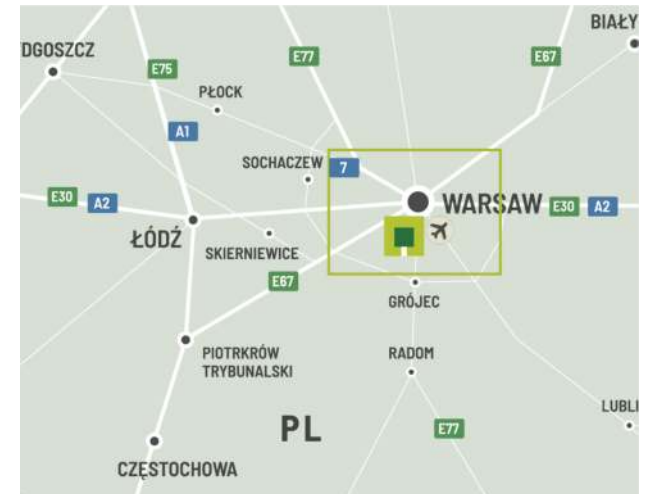 BIAŁY
DGOSZCZ
E77
E67
E75
PŁOCK
A1
SOCHACZEW
7
E30
A2
WARSAW
E30
A2
ŁÓDŹ
SKIERNIEWICE
E67
GRÓJEC
PIOTRKRÓW
TRYBUNALSKI
RADOM
LUBLI
PL
E77
CZĘSTOCHOWA